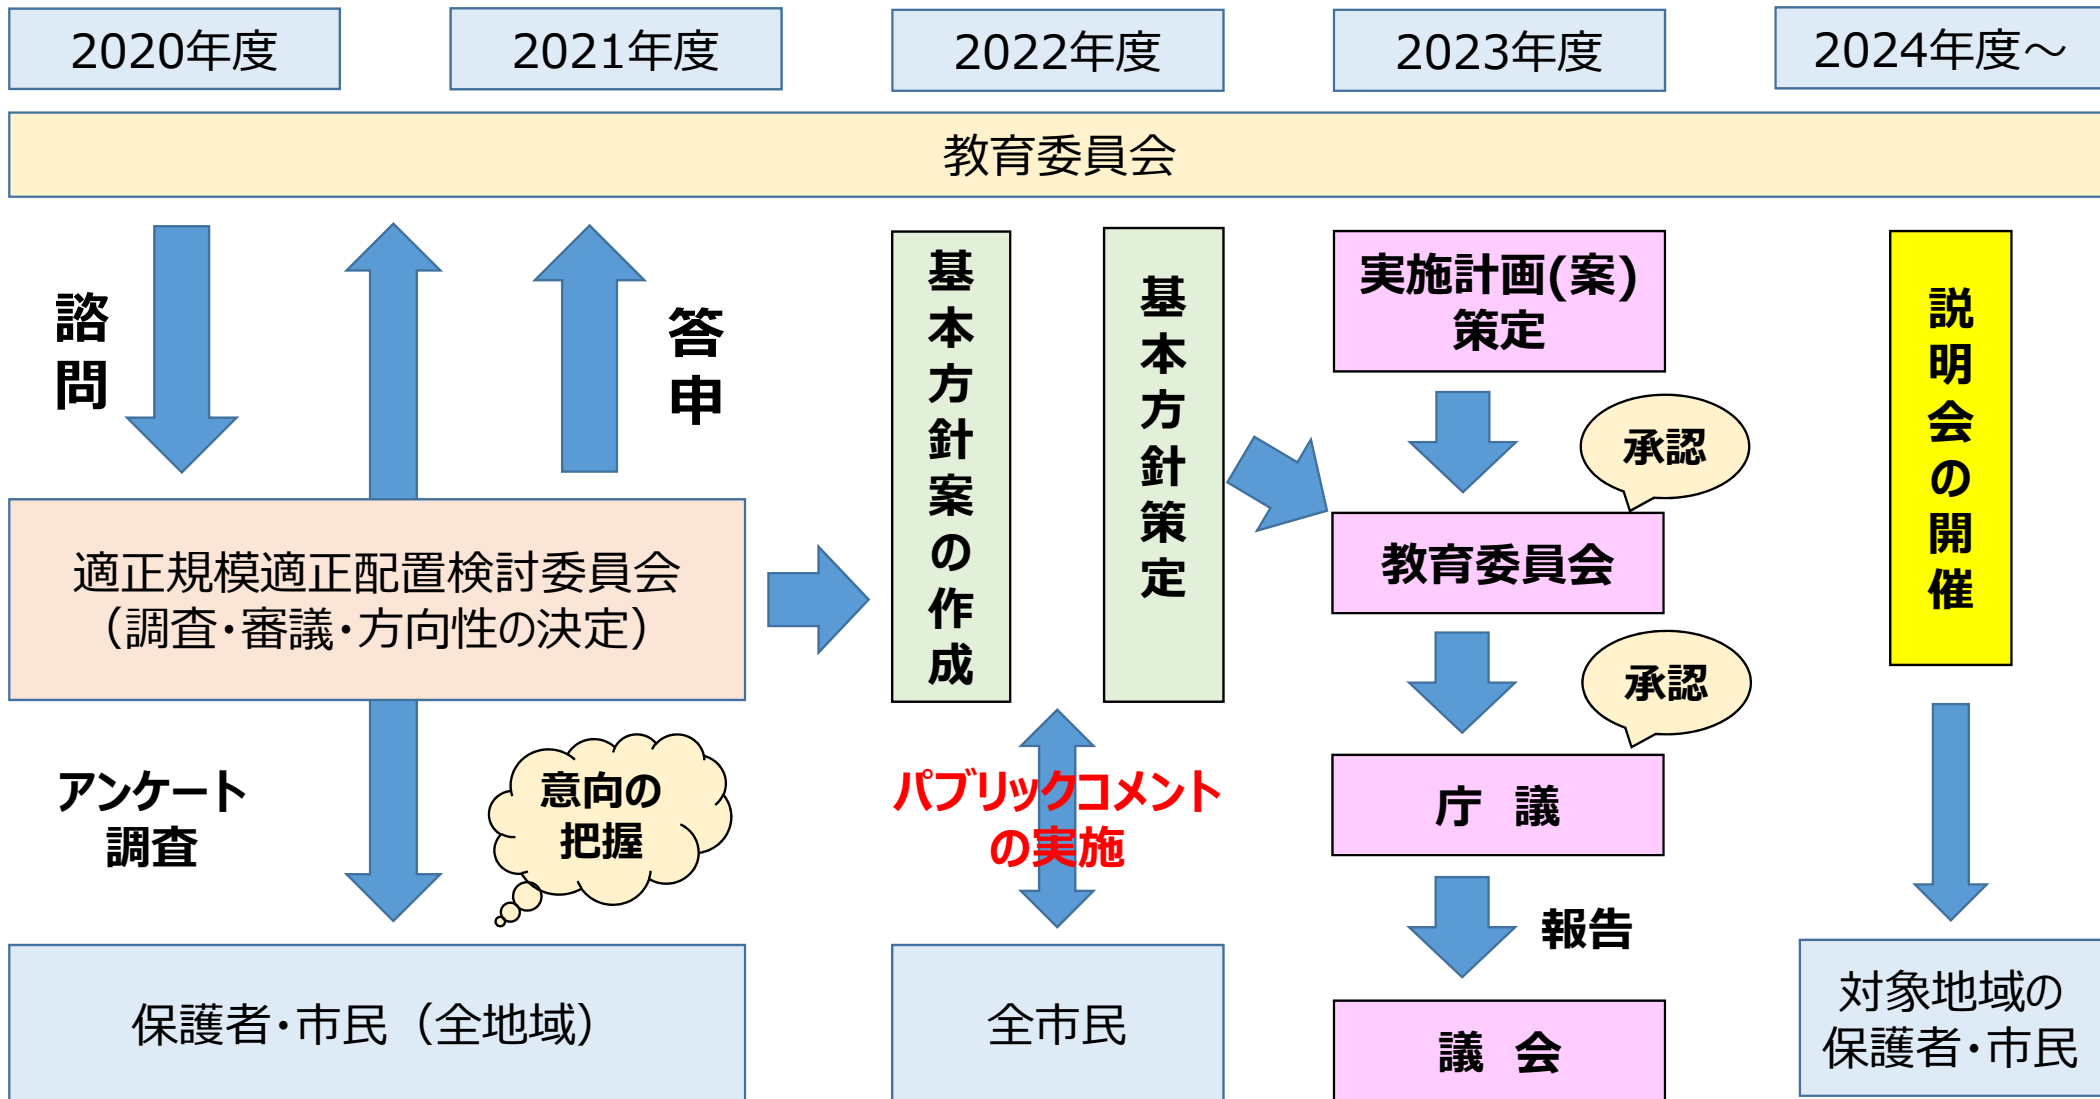 2020年度
2021年度
2022年度
2023年度
2024年度～
教育委員会
諮問
答申
適正規模適正配置検討委員会
（調査・審議・方向性の決定）
アンケート
調査
意向の
把握
保護者・市民（全地域）
基本方針案の作成
基本方針策定
パブリックコメント
の実施
全市民
実施計画(案)
策定
承認
教育委員会
承認
庁　議
報告
議　会
説明会の開催
対象地域の
保護者・市民